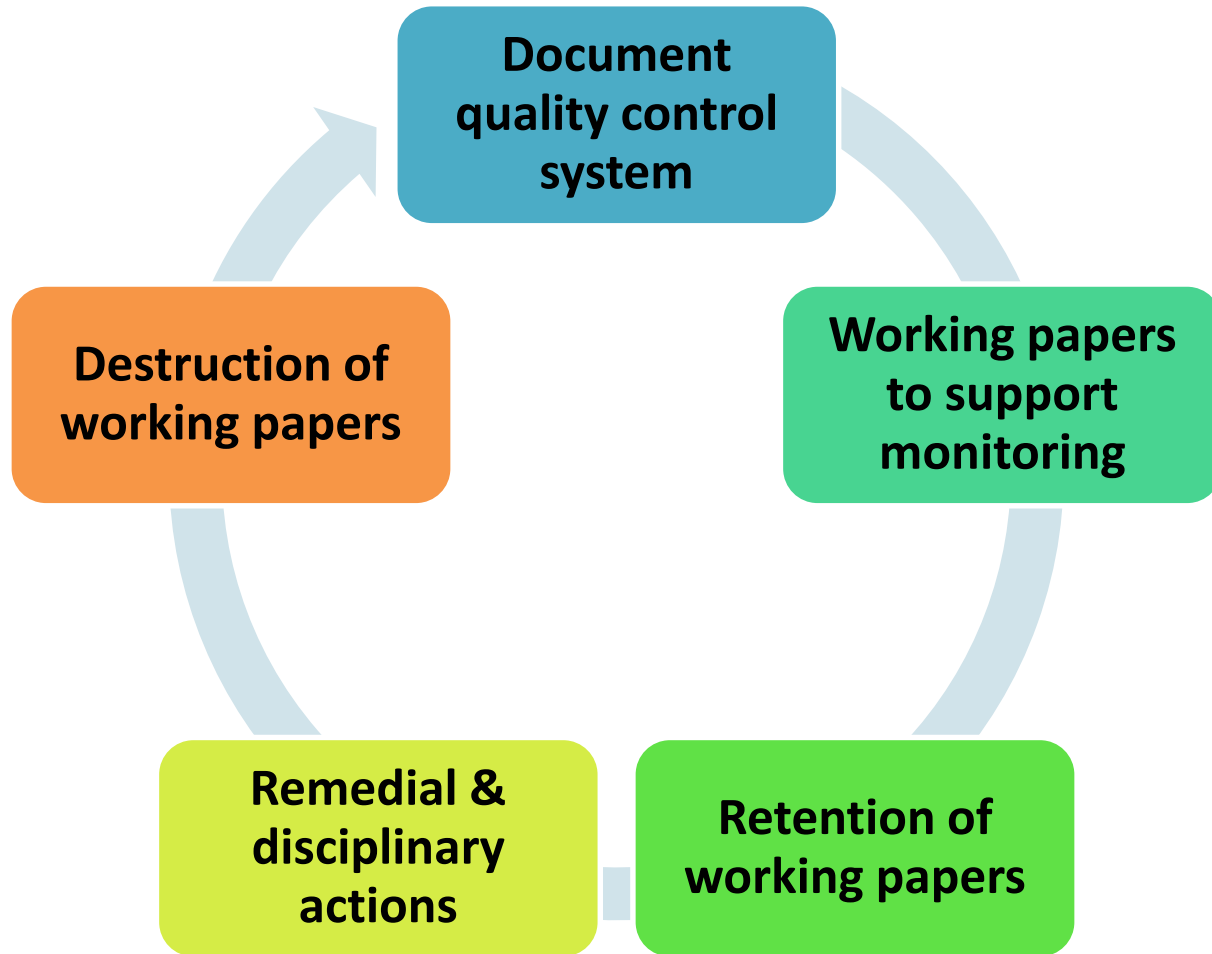 Document
quality control
system
Working papers
to support
monitoring
Retention of
working papers
Remedial &
disciplinary
actions
Destruction of
working papers